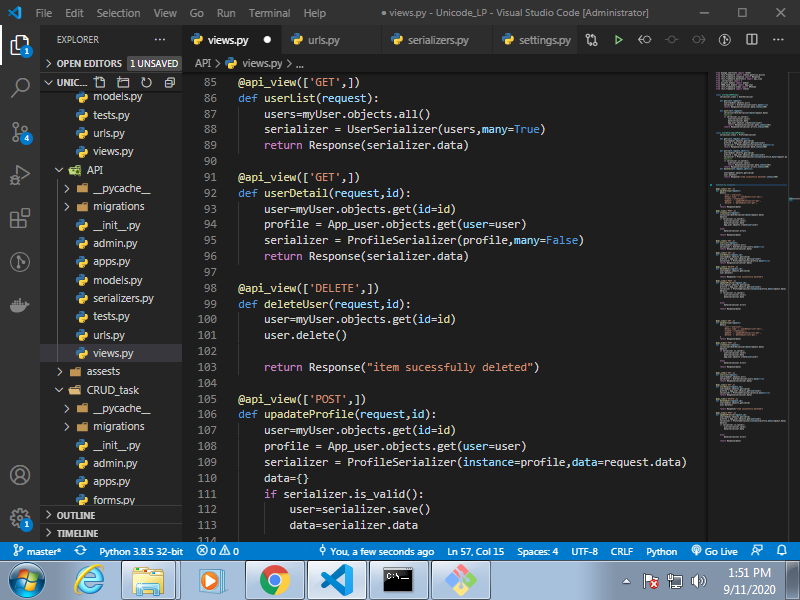 File Edit Selection View Go Run Terminal Help ● views.py - Unicode_LP - Visual Studio Code [Administrator]
EXPLORER ···
views.py ● urls.py serializers.py settings.py
OPEN EDITORS 1 UNSAVED
API > views.py > ...
UNIC...
models.py
tests.py
urls.py
views.py
API
__pycache__
migrations
__init__.py
admin.py
apps.py
models.py
serializers.py
tests.py
urls.py
views.py
assests
CRUD_task
__pycache__
migrations
__init__.py
admin.py
apps.py
forms.py
OUTLINE
TIMELINE
1
4
1
85 @api_view(['GET',])
86 def userList(request):
87 users=myUser.objects.all()
88 serializer = UserSerializer(users,many=True)
89 return Response(serializer.data)
90
91 @api_view(['GET',])
92 def userDetail(request,id):
93 user=myUser.objects.get(id=id)
94 profile = App_user.objects.get(user=user)
95 serializer = ProfileSerializer(profile,many=False)
96 return Response(serializer.data)
97
98 @api_view(['DELETE',])
99 def deleteUser(request,id):
100 user=myUser.objects.get(id=id)
101 user.delete()
102
103 return Response("item sucessfully deleted")
104
105 @api_view(['POST',])
106 def upadateProfile(request,id):
107 user=myUser.objects.get(id=id)
108 profile = App_user.objects.get(user=user)
109 serializer = ProfileSerializer(instance=profile,data=request.data)
110 data={}
111 if serializer.is_valid():
112 user=serializer.save()
113 data=serializer.data
114
master* Python 3.8.5 32-bit 0 0 You, a few seconds ago Ln 57, Col 15 Spaces: 4 UTF-8 CRLF Python Go Live
C:\_
1:51 PM
9/11/2020